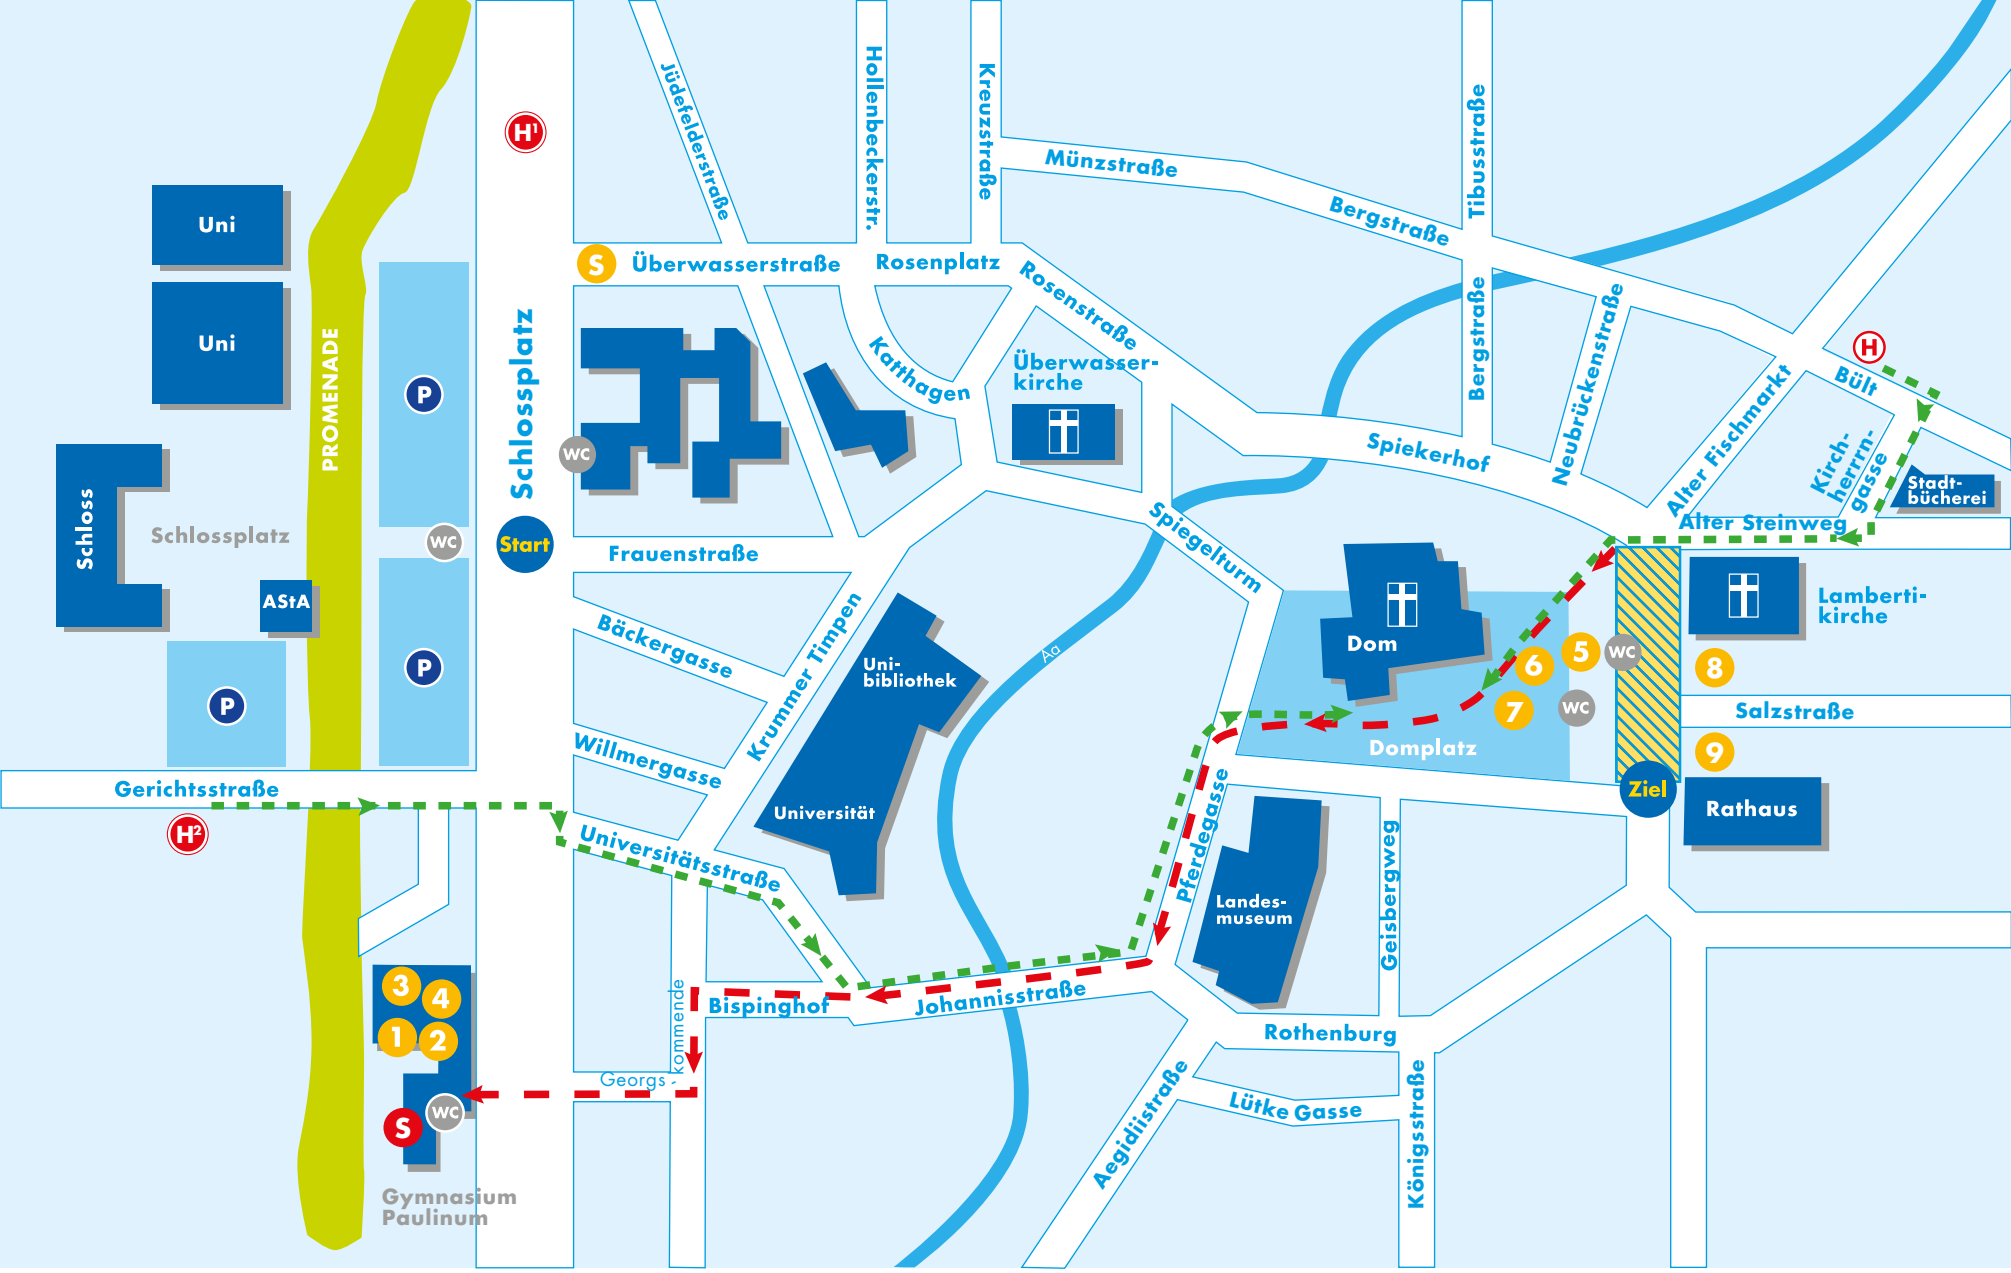 Jüdefelderstraße
Hollenbeckerstr.
Kreuzstraße
Münzstraße
Bergstraße
Tibusstraße
H¹
Uni
Uni
S
Überwasserstraße
Rosenplatz
Rosenstraße
Bergstraße
Neubrückenstraße
H
Bült
PROMENADE
P
Schlossplatz
Katthagen
Überwasser-
kirche
Spiekerhof
Alter Fischmarkt
Kirch-
herrrn-
gasse
Stadt-
bücherei
WC
Schloss
Schlossplatz
WC
Start
Frauenstraße
Spiegelturm
Alter Steinweg
AStA
Bäckergasse
Krummer Timpen
Uni-
bibliothek
Aa
Dom
Lamberti-
kirche
P
P
6
5
WC
8
7
WC
Salzstraße
Willmergasse
Domplatz
9
Gerichtsstraße
Ziel
Rathaus
H²
Universität
Universitätsstraße
Pferdegasse
Geisbergweg
Landes-
museum
3
4
1
2
Bispinghof
Johannisstraße
Rothenburg
Georgs-
kommende
S
WC
Aegidiistraße
Lütke Gasse
Königsstraße
Gymnasium
Paulinum